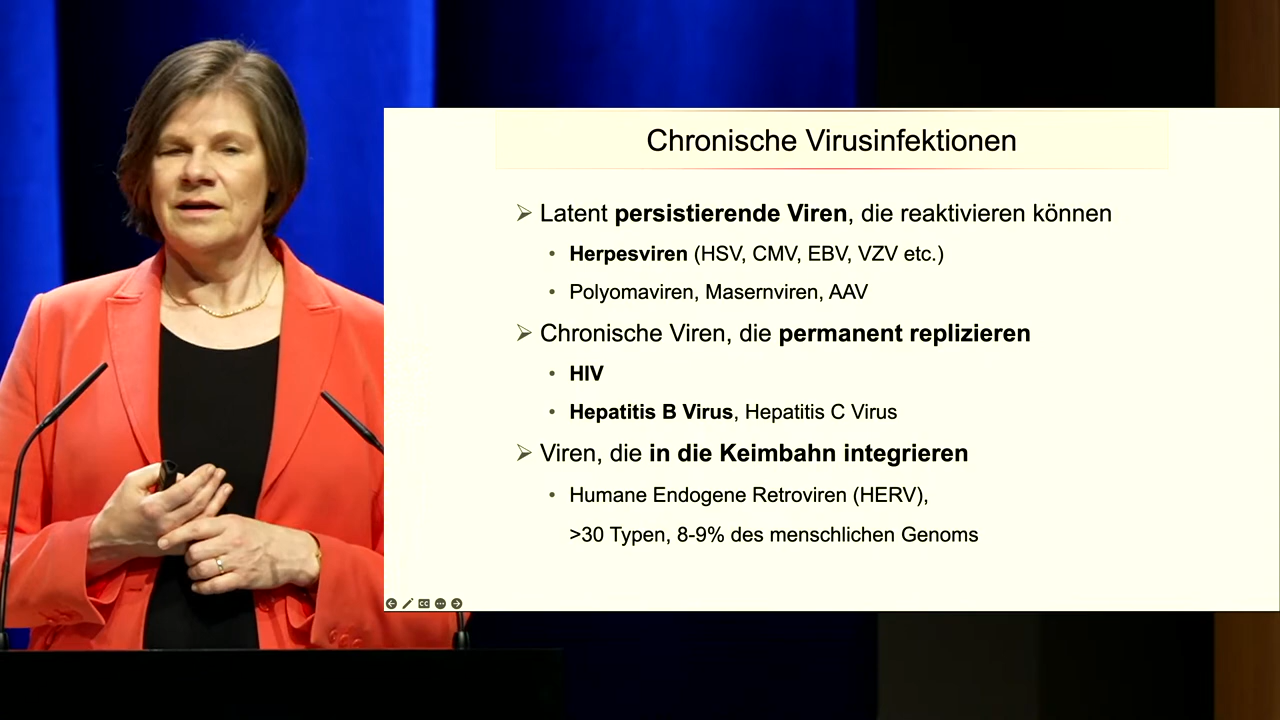 Chronische Virusinfektionen
➢ Latent persistierende Viren, die reaktivieren können
• Herpesviren (HSV, CMV, EBV, VZV etc.)
• Polyomaviren, Masernviren, AAV
➢ Chronische Viren, die permanent replizieren
• HIV
• Hepatitis B Virus, Hepatitis C Virus
➢ Viren, die in die Keimbahn integrieren
• Humane Endogene Retroviren (HERV),
>30 Typen, 8-9% des menschlichen Genoms
CC